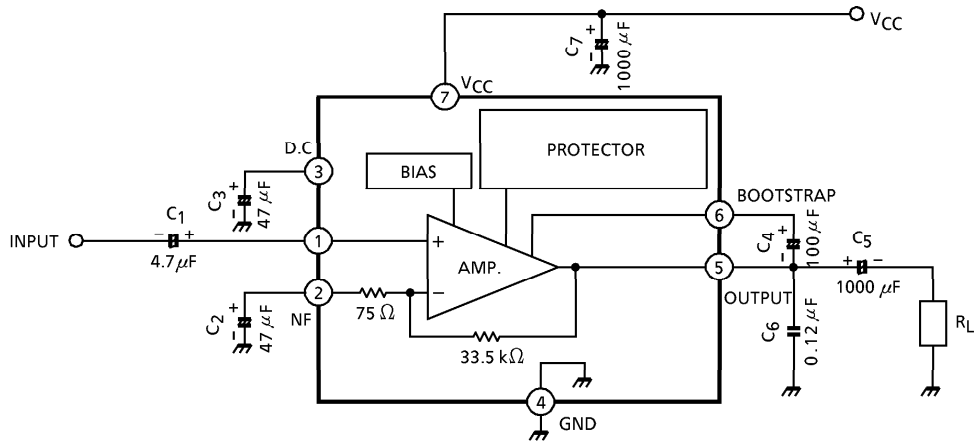 VCC
C7
+
-
1000 μF
7
VCC
D.C
3
C3
+
-
47 μF
BIAS
PROTECTOR
BOOTSTRAP
6
C4
+
-
100 μF
INPUT
C1
- +
4.7 μF
1
+
AMP.
-
5
OUTPUT
C5
+ -
1000 μF
2
NF
C2
+
-
47 μF
75 Ω
33.5 kΩ
C6
0.12 μF
RL
4
GND